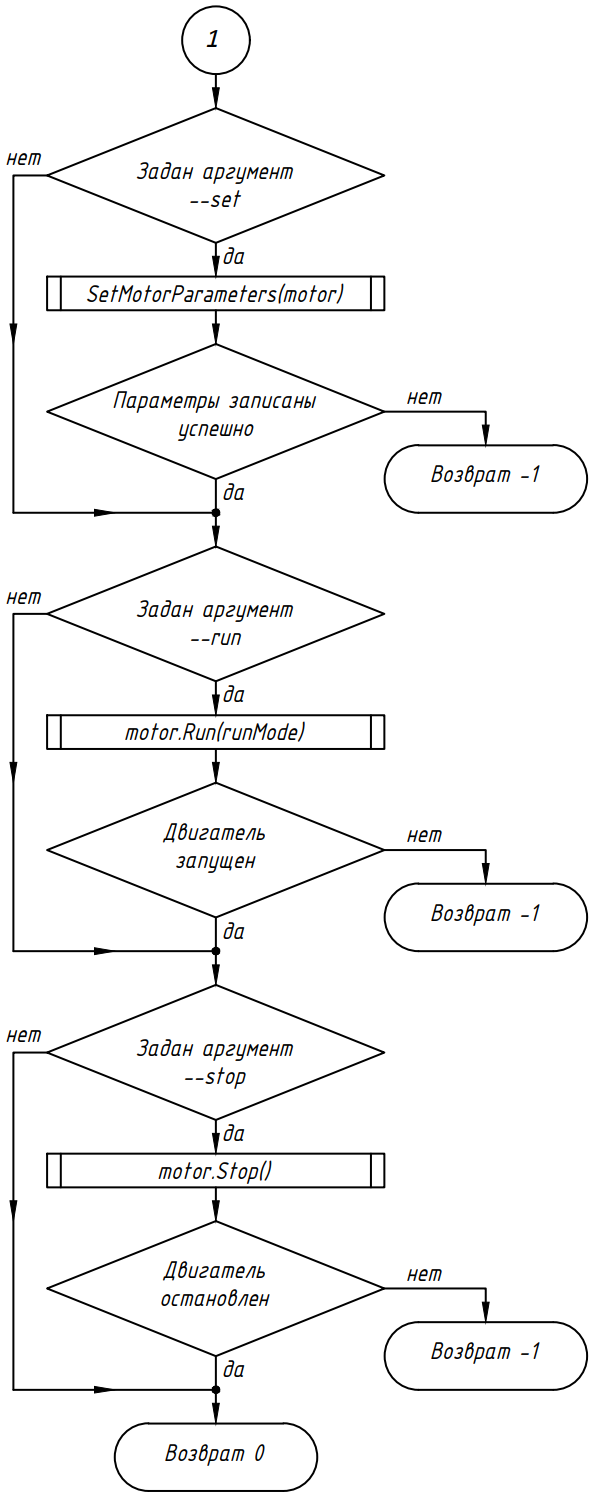 1
нет
Задан аргумент
--set
да
SetMotorParameters(motor)
Параметры записаны
успешно
нет
Возврат -1
да
нет
Задан аргумент
--run
да
motor.Run(runMode)
Двигатель
запущен
нет
Возврат -1
да
нет
Задан аргумент
--stop
да
motor.Stop()
Двигатель
остановлен
нет
Возврат -1
да
Возврат 0